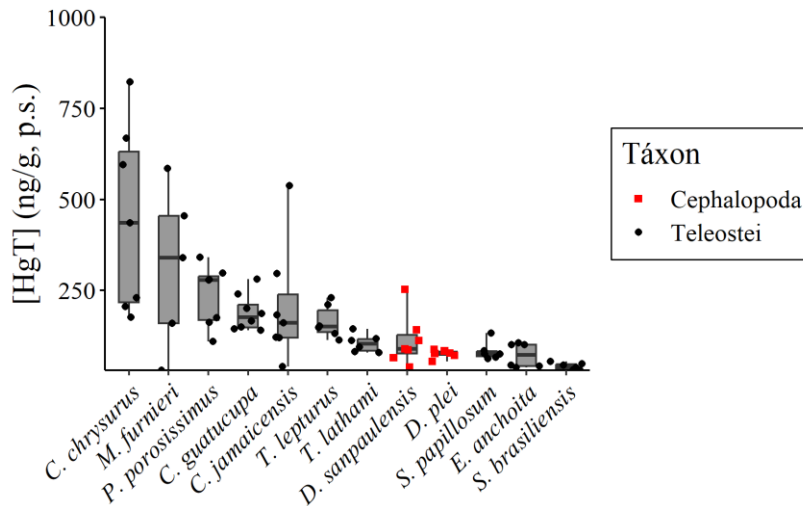 1000
750
500
250
[HgT] (ng/g, p.s.)
C. chrysurus
M. furnieri
P. porosissimus
C. guatucupa
C. jamaicensis
T. lepturus
T. lathami
D. sanpaulensis
D. plei
S. papillosum
E. anchoita
S. brasiliensis
Táxon
Cephalopoda
Teleostei